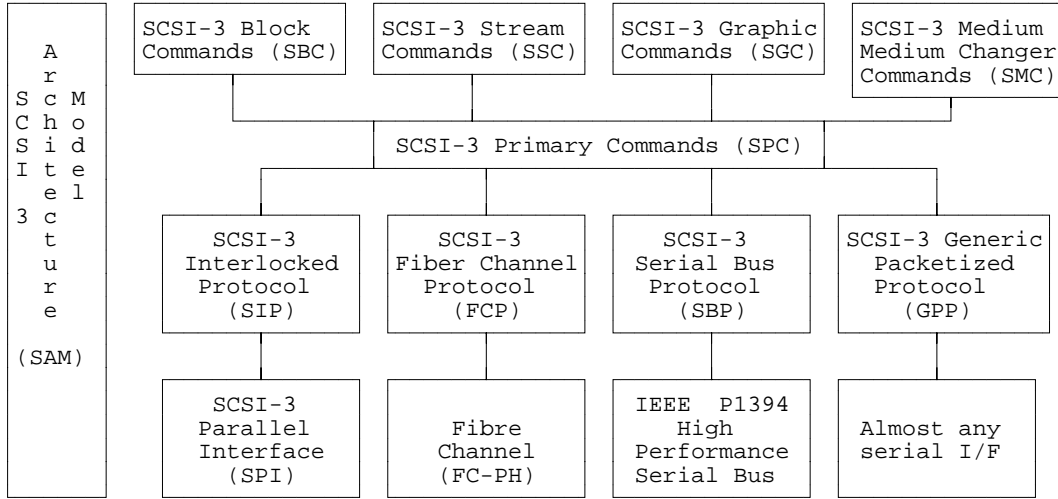 SCSI 3
Architecture
Model
(SAM)
SCSI-3 Block
Commands (SBC)
SCSI-3 Stream
Commands (SSC)
SCSI-3 Graphic
Commands (SGC)
SCSI-3 Medium
Medium Changer
Commands (SMC)
SCSI-3 Primary Commands (SPC)
SCSI-3
Interlocked
Protocol
(SIP)
SCSI-3
Fiber Channel
Protocol
(FCP)
SCSI-3
Serial Bus
Protocol
(SBP)
SCSI-3 Generic
Packetized
Protocol
(GPP)
SCSI-3
Parallel
Interface
(SPI)
Fibre
Channel
(FC-PH)
IEEE P1394
High
Performance
Serial Bus
Almost any
serial I/F